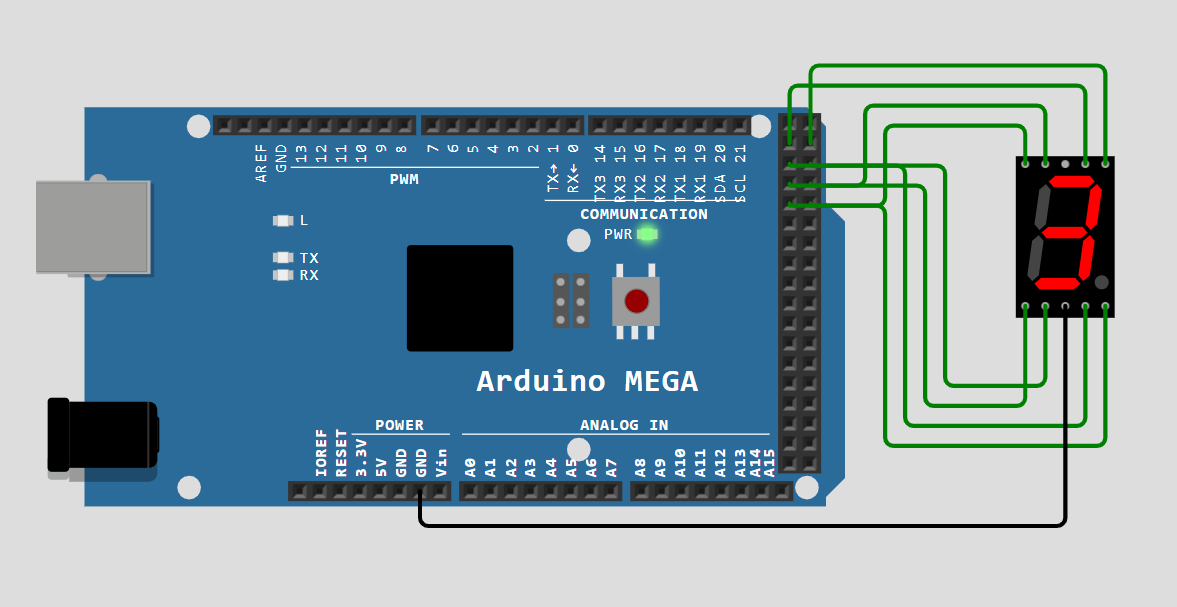 AREF
GND
13
12
11
10
9
8
7
6
5
4
3
2
TX→ 1
RX← 0
TX3 14
RX3 15
TX2 16
RX2 17
TX1 18
RX1 19
SDA 20
SCL 21
PWM
COMMUNICATION
PWR
L
TX
RX
Arduino MEGA
POWER
ANALOG IN
IOREF
RESET
3.3V
5V
GND
GND
Vin
A0
A1
A2
A3
A4
A5
A6
A7
A8
A9
A10
A11
A12
A13
A14
A15
3